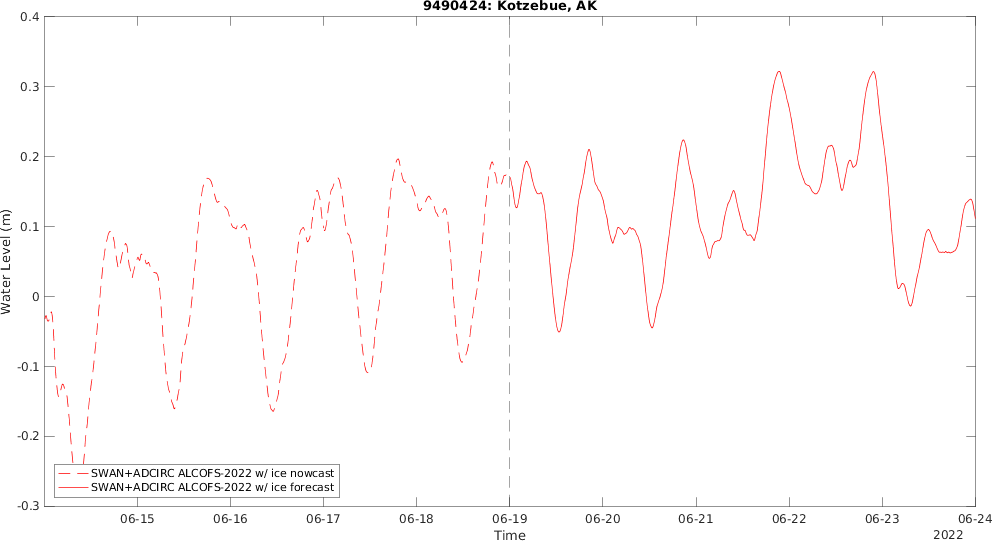 9490424: Kotzebue, AK
0.4
0.3
0.2
0.1
0
-0.1
-0.2
-0.3
Water Level (m)
SWAN+ADCIRC ALCOFS-2022 w/ ice nowcast
SWAN+ADCIRC ALCOFS-2022 w/ ice forecast
06-15 06-16 06-17 06-18 06-19 06-20 06-21 06-22 06-23 06-24
Time
2022